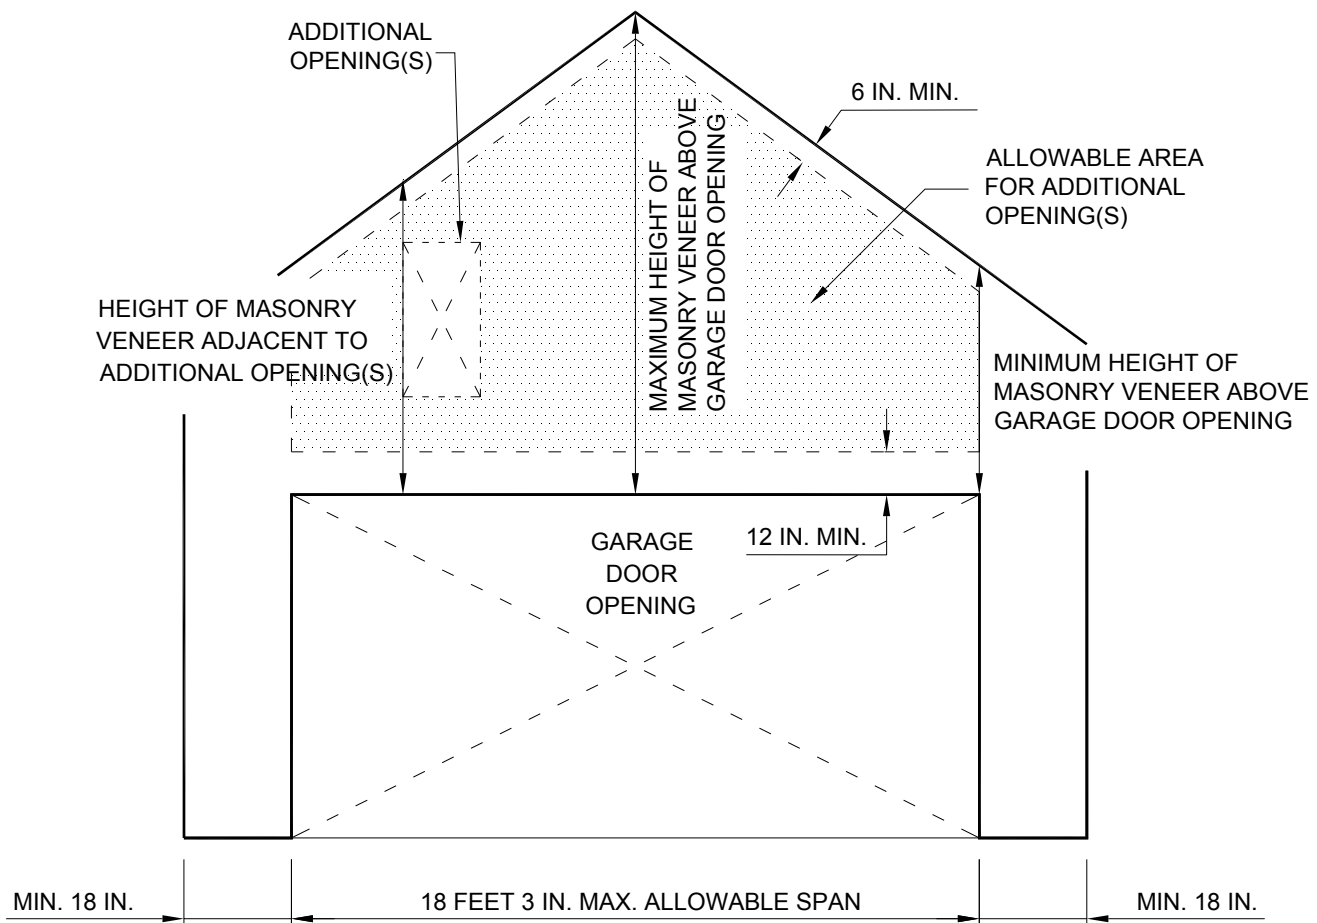 ADDITIONAL
OPENING(S)
6 IN. MIN.
ALLOWABLE AREA
FOR ADDITIONAL
OPENING(S)
MAXIMUM HEIGHT OF
MASONRY VENEER ABOVE
GARAGE DOOR OPENING
HEIGHT OF MASONRY
VENEER ADJACENT TO
ADDITIONAL OPENING(S)
MINIMUM HEIGHT OF
MASONRY VENEER ABOVE
GARAGE DOOR OPENING
GARAGE
DOOR
OPENING
12 IN. MIN.
MIN. 18 IN.
18 FEET 3 IN. MAX. ALLOWABLE SPAN
MIN. 18 IN.